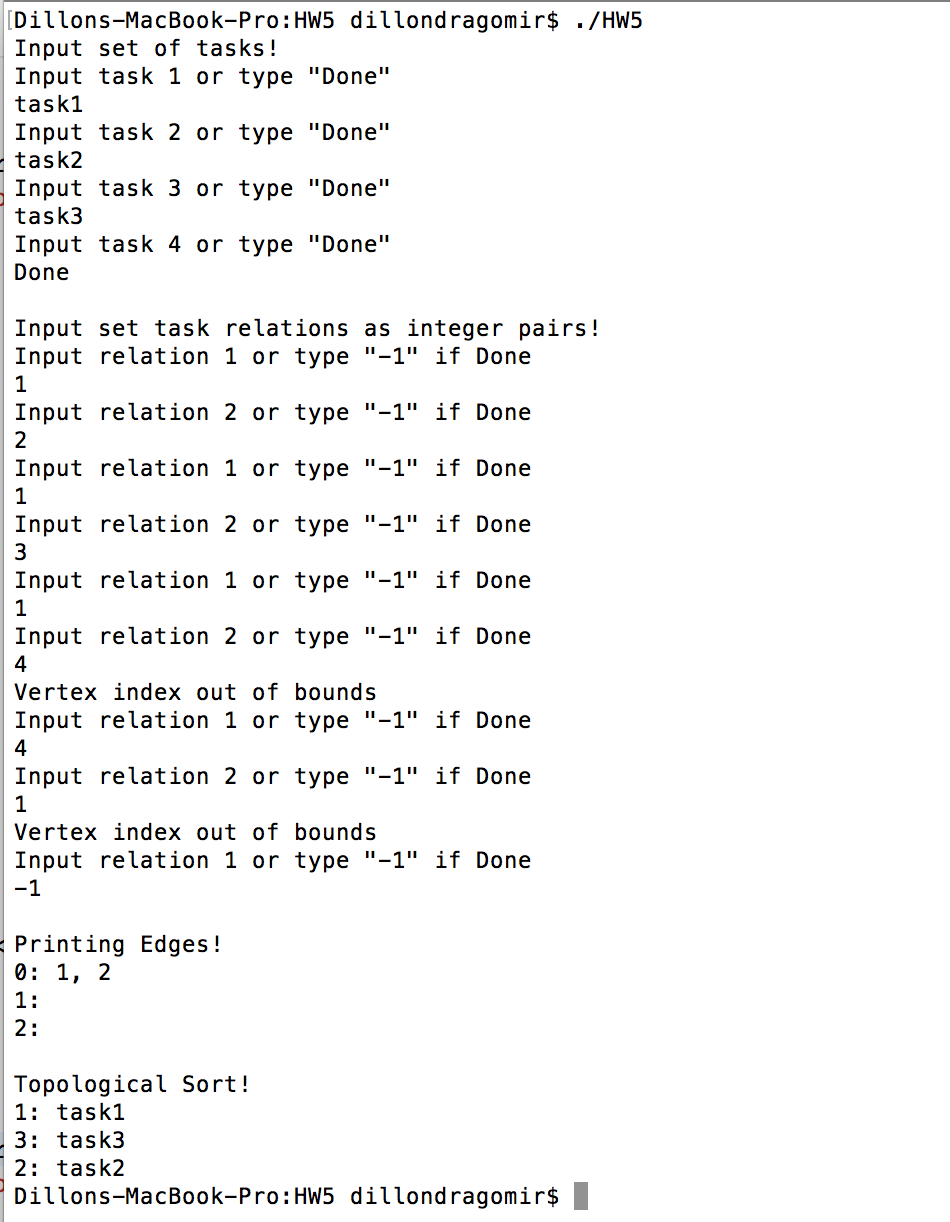 [Dillons-MacBook-Pro:HW5 dillondragomir$ ./HW5
Input set of tasks!
Input task 1 or type "Done"
task1
Input task 2 or type "Done"
task2
Input task 3 or type "Done"
task3
Input task 4 or type "Done"
Done

Input set task relations as integer pairs!
Input relation 1 or type "-1" if Done
1
Input relation 2 or type "-1" if Done
2
Input relation 1 or type "-1" if Done
1
Input relation 2 or type "-1" if Done
3
Input relation 1 or type "-1" if Done
1
Input relation 2 or type "-1" if Done
4
Vertex index out of bounds
Input relation 1 or type "-1" if Done
4
Input relation 2 or type "-1" if Done
1
Vertex index out of bounds
Input relation 1 or type "-1" if Done
-1

Printing Edges!
0: 1, 2
1:
2:

Topological Sort!
1: task1
3: task3
2: task2
Dillons-MacBook-Pro:HW5 dillondragomir$